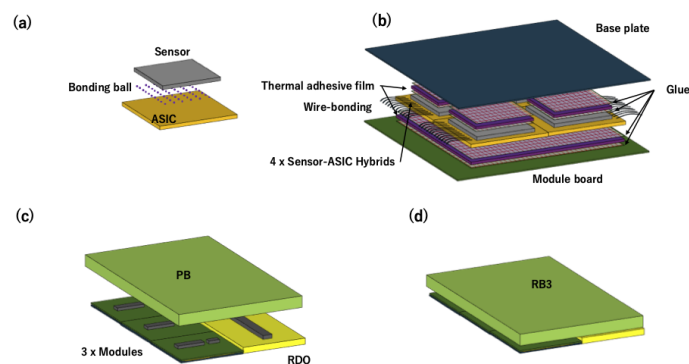 (a)
Sensor
Bonding ball
ASIC
(b)
Base plate
Thermal adhesive film
Wire-bonding
Glue
4 x Sensor-ASIC Hybrids
Module board
(c)
PB
3 x Modules
RDO
(d)
RB3